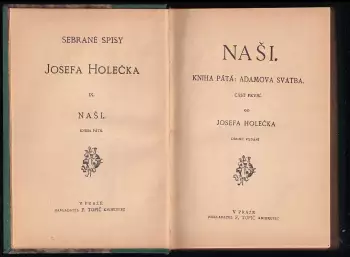 SEBRANÉ SPISY
JOSEFA HOLEČKA
IX.
NAŠI.
KNIHA PÁTÁ.
V PRAZE
NAKLADATEL F. TOPIČ KNIHKUPEC
NAŠI.
KNIHA PÁTÁ: ADAMOVA SVATBA.
ČÁST PRVNÍ.
OD
JOSEFA HOLEČKA
DRUHÉ VYDÁNÍ
V PRAZE
NAKLADATEL F. TOPIČ KNIHKUPEC